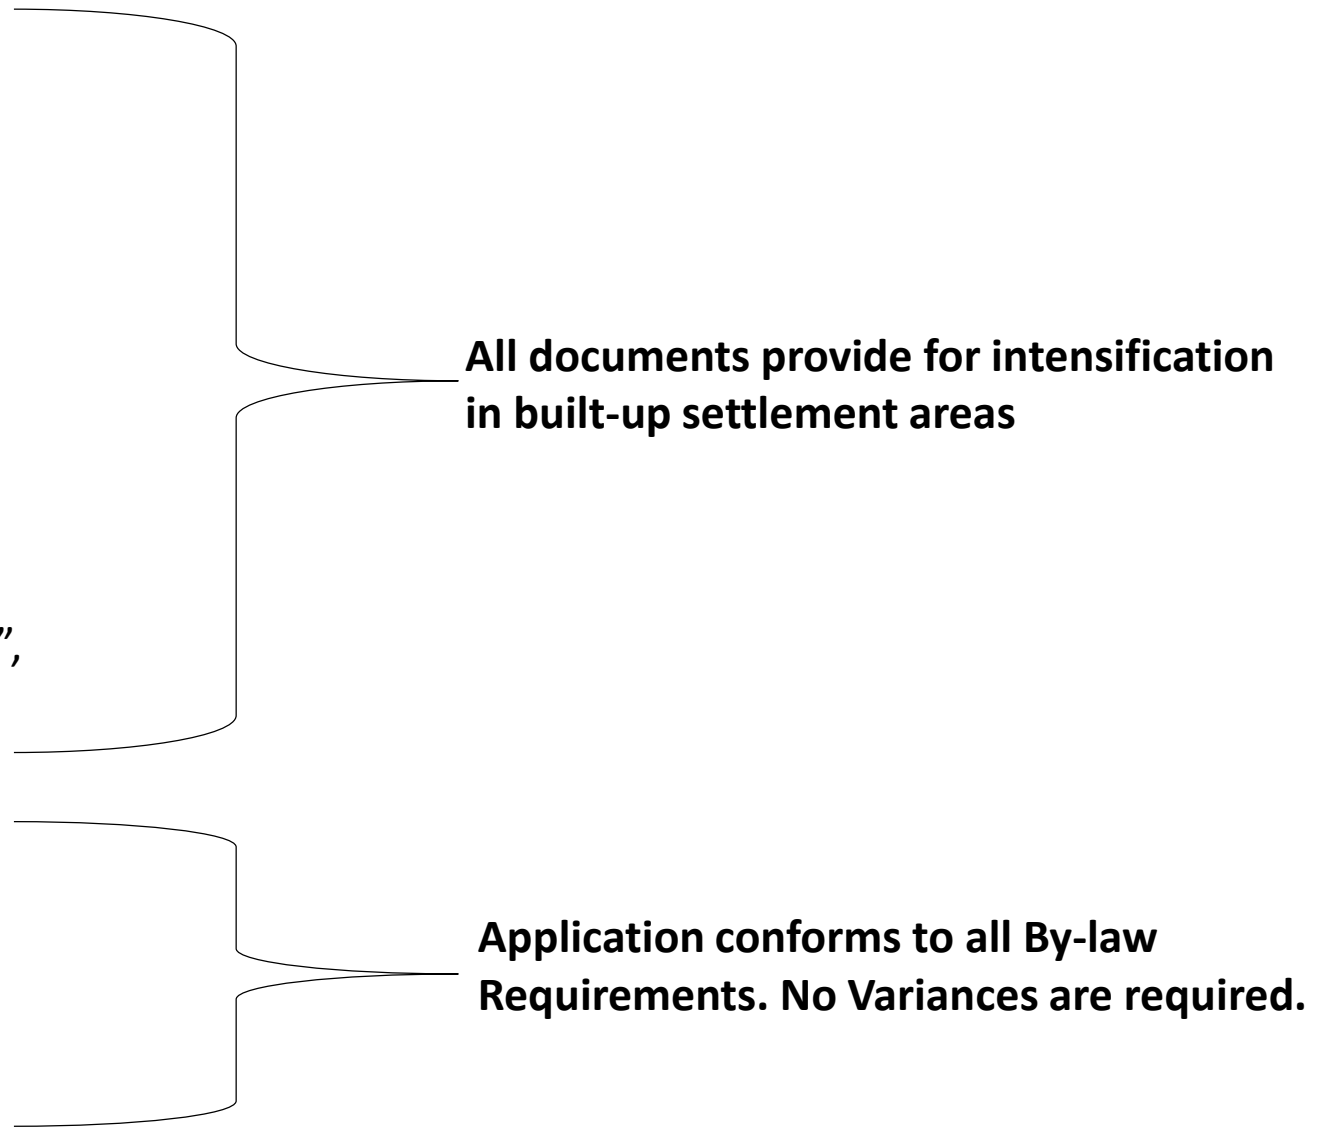 All documents provide for intensification
in built-up settlement areas
”,
Application conforms to all By-law
Requirements. No Variances are required.